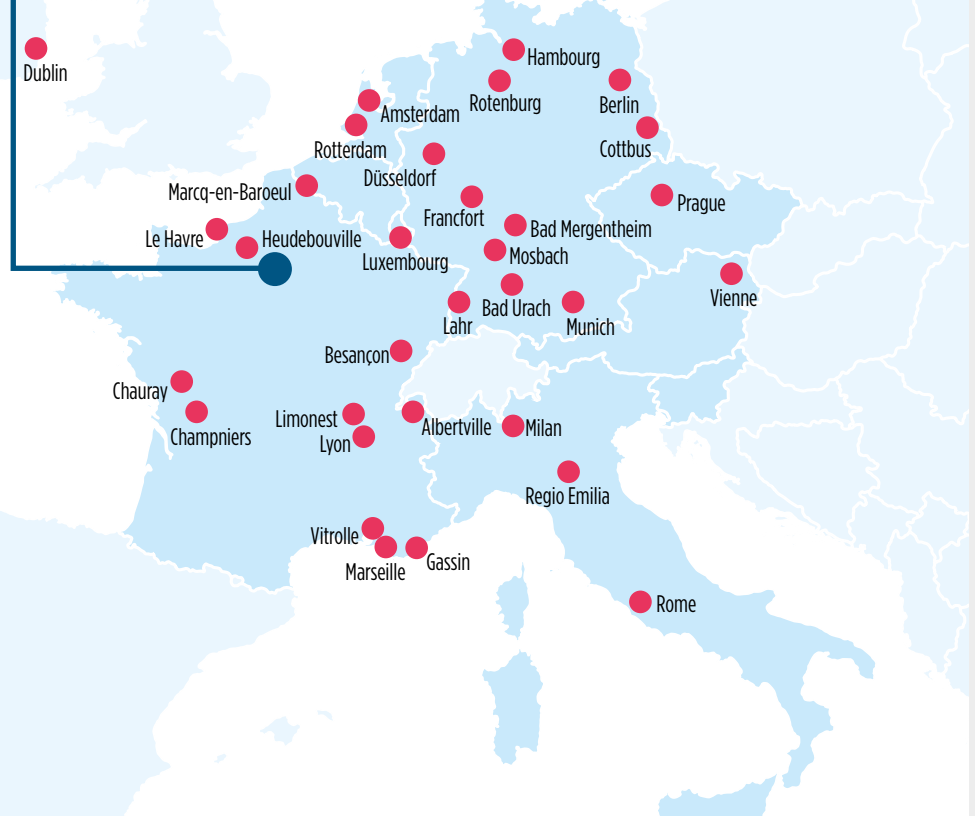 Dublin
Hambourg
Rotenburg
Berlin
Amsterdam
Cottbus
Rotterdam
Düsseldorf
Marcq-en-Baroeul
Prague
Francfort
Bad Mergentheim
Le Havre
Heudebouville
Mosbach
Luxembourg
Vienne
Bad Urach
Lahr
Munich
Besançon
Chauray
Limonest
Albertville
Milan
Champniers
Lyon
Regio Emilia
Vitrolle
Gassin
Marseille
Rome